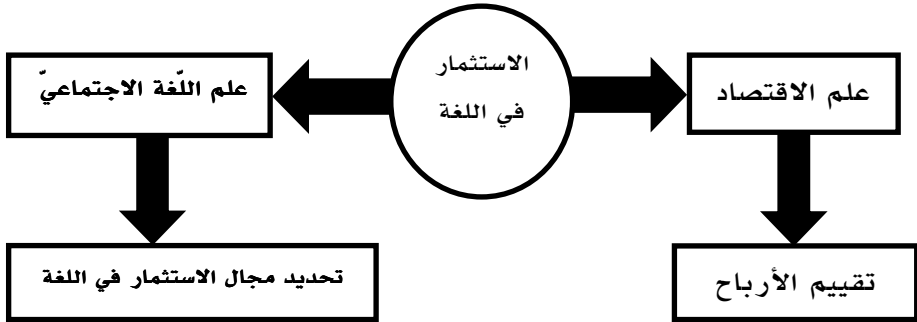 الاستثمار
في اللغة
علم الاقتصاد
علم اللّغة الاجتماعيّ
تقييم الأرباح
تحديد مجال الاستثمار في اللغة